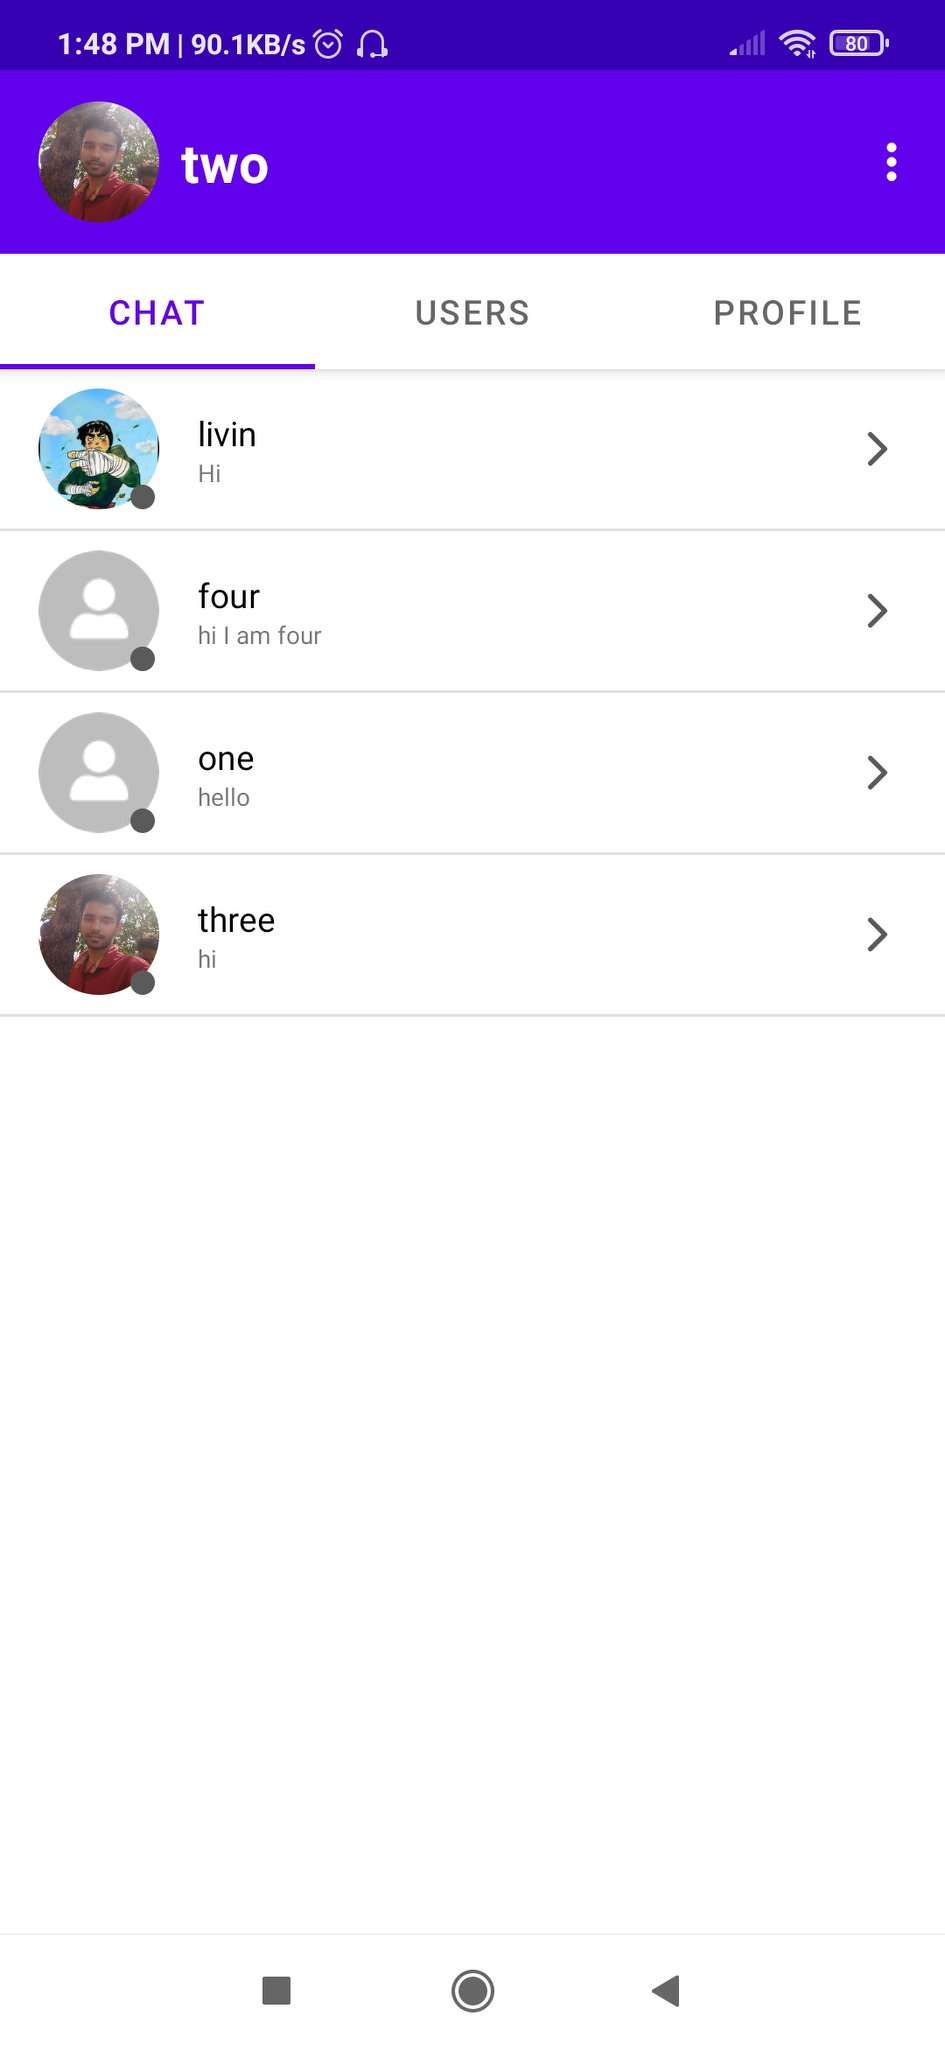 1:48 PM | 90.1KB/s 80
two
CHAT USERS PROFILE
livin
Hi
four
hi I am four
one
hello
three
hi